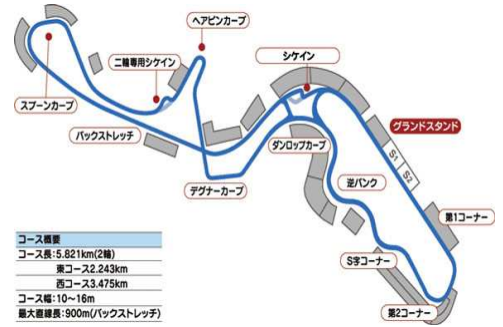 ヘアピンカーブ
二輪専用シケイン
シケイン
スプーンカーブ
グランドスタンド
バックストレッチ
ダンロップカーブ
S1
S2
デグナーカーブ
逆バンク
第1コーナー
S字コーナー
第2コーナー
コース概要
コース長:5.821km(2輪)
東コース2.243km
西コース3.475km
コース幅:10~16m
最大直線長:900m(バックストレッチ)